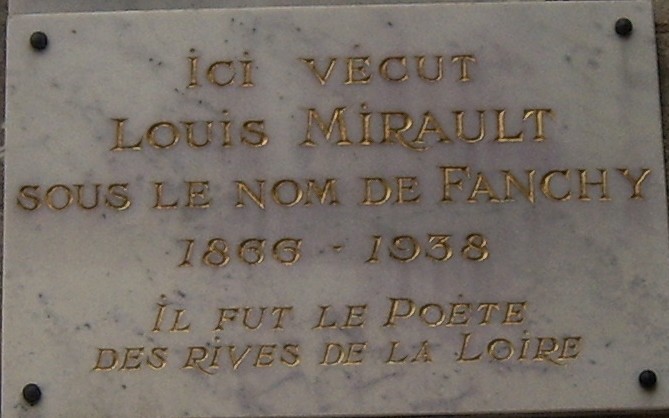 ICI VECUT
LOUIS MIRAULT
SOUS LE NOM DE FANCHY
1866 - 1938
IL FUT LE POETE
DES RIVES DE LA LOIRE